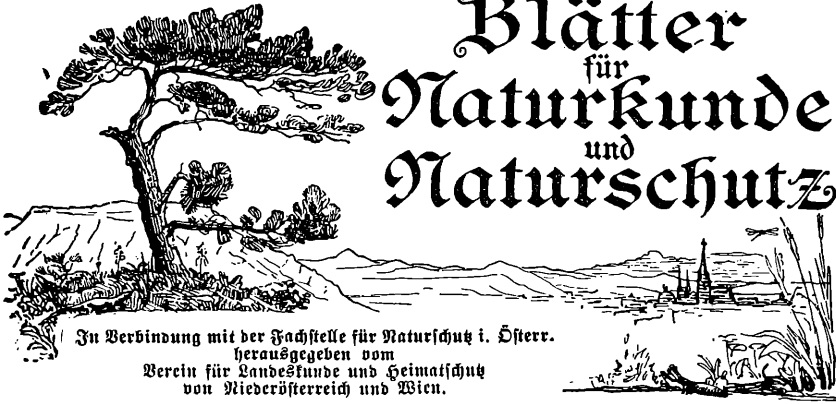 Blätter
für
Naturkunde
und
Naturschutz
In Verbindung mit der Fachstelle für Naturschutz i. Österr.
herausgegeben vom
Verein für Landeskunde und Heimatschutz
von Niederösterreich und Wien.